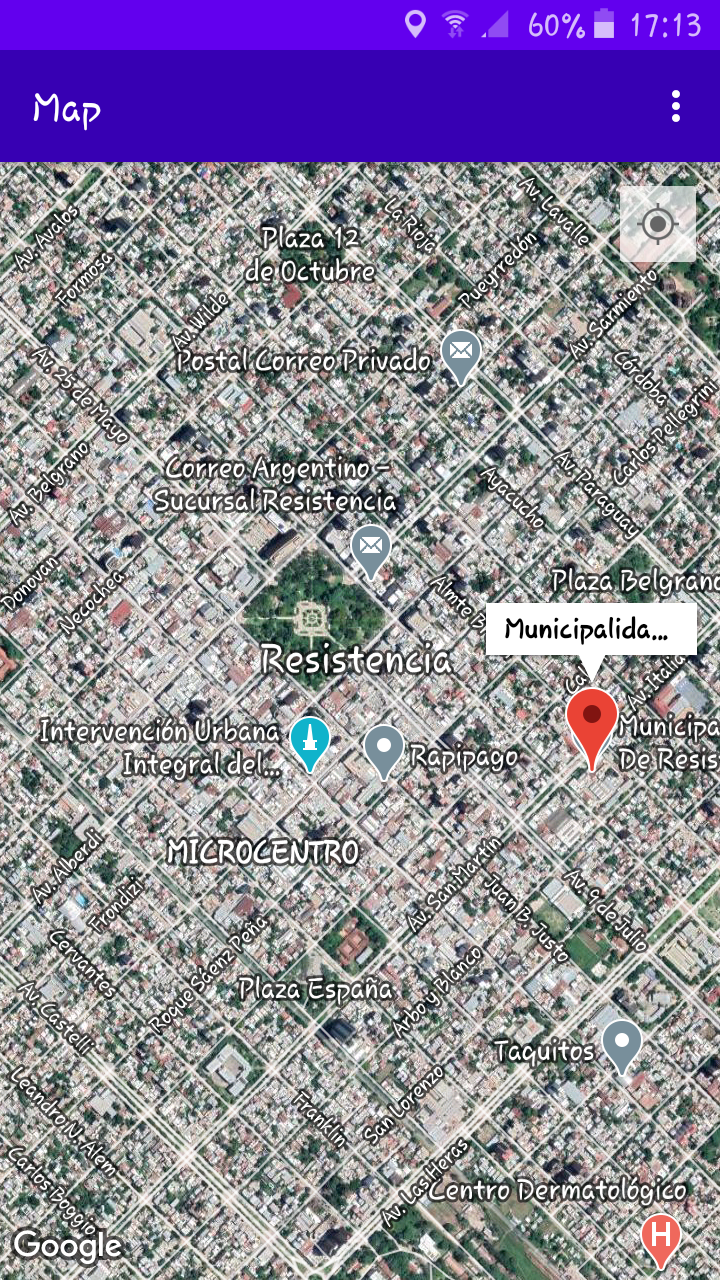 60% 17:13
Map
Av. Avalos
Formosa
Plaza 12
de Octubre
La Rioja
Av. Lavalle
Pueyrredón
Av. Sarmiento
Av. Wilde
Postal Correo Privado
Av. 25 de Mayo
Córdoba
Carlos Pellegrini
Av. Belgrano
Correo Argentino -
Sucursal Resistencia
Ayacucho
Av. Paraguay
Donovan
Necochea
Almte B
Plaza Belgrano
Municipalida...
Resistencia
Ca
Av. Italia
Intervención Urbana
Integral del...
Rapipago
Municipa
De Resis
MICROCENTRO
Av. Alberdi
Frondizi
Av. San Martín
Juan B. Justo
Av. 9 de Julio
Cervantes
Roque Sáenz Peña
Plaza España
Arbo y Blanco
Av. Castelli
Taquitos
Leandro N. Alem
Franklin
San Lorenzo
Carlos Boggio
Av. Las Heras
Centro Dermatológico
H
Google